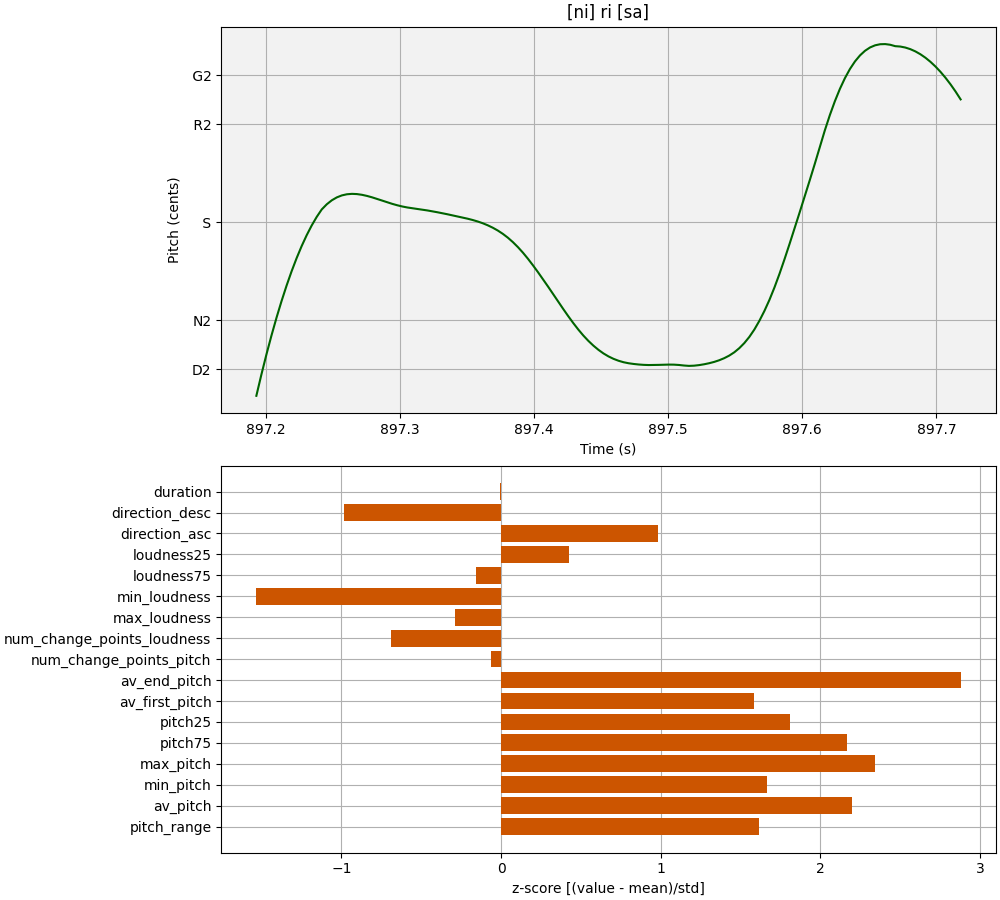 [ni] ri [sa]
G2
R2
S
N2
D2
Pitch (cents)
897.2 897.3 897.4 897.5 897.6 897.7
Time (s)
duration
direction_desc
direction_asc
loudness25
loudness75
min_loudness
max_loudness
num_change_points_loudness
num_change_points_pitch
av_end_pitch
av_first_pitch
pitch25
pitch75
max_pitch
min_pitch
av_pitch
pitch_range
−1 0 1 2 3
z-score [(value - mean)/std]